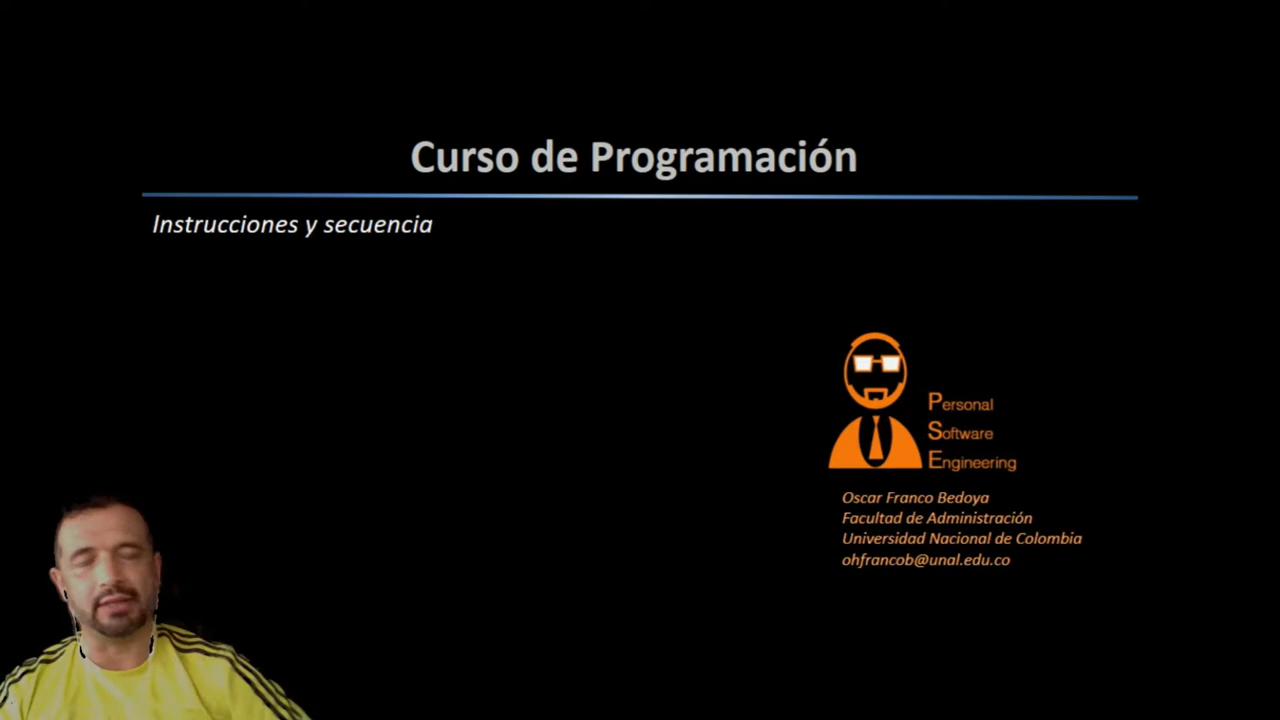 Curso de Programación
Instrucciones y secuencia
Personal
Software
Engineering
Oscar Franco Bedoya
Facultad de Administración
Universidad Nacional de Colombia
ohfrancob@unal.edu.co